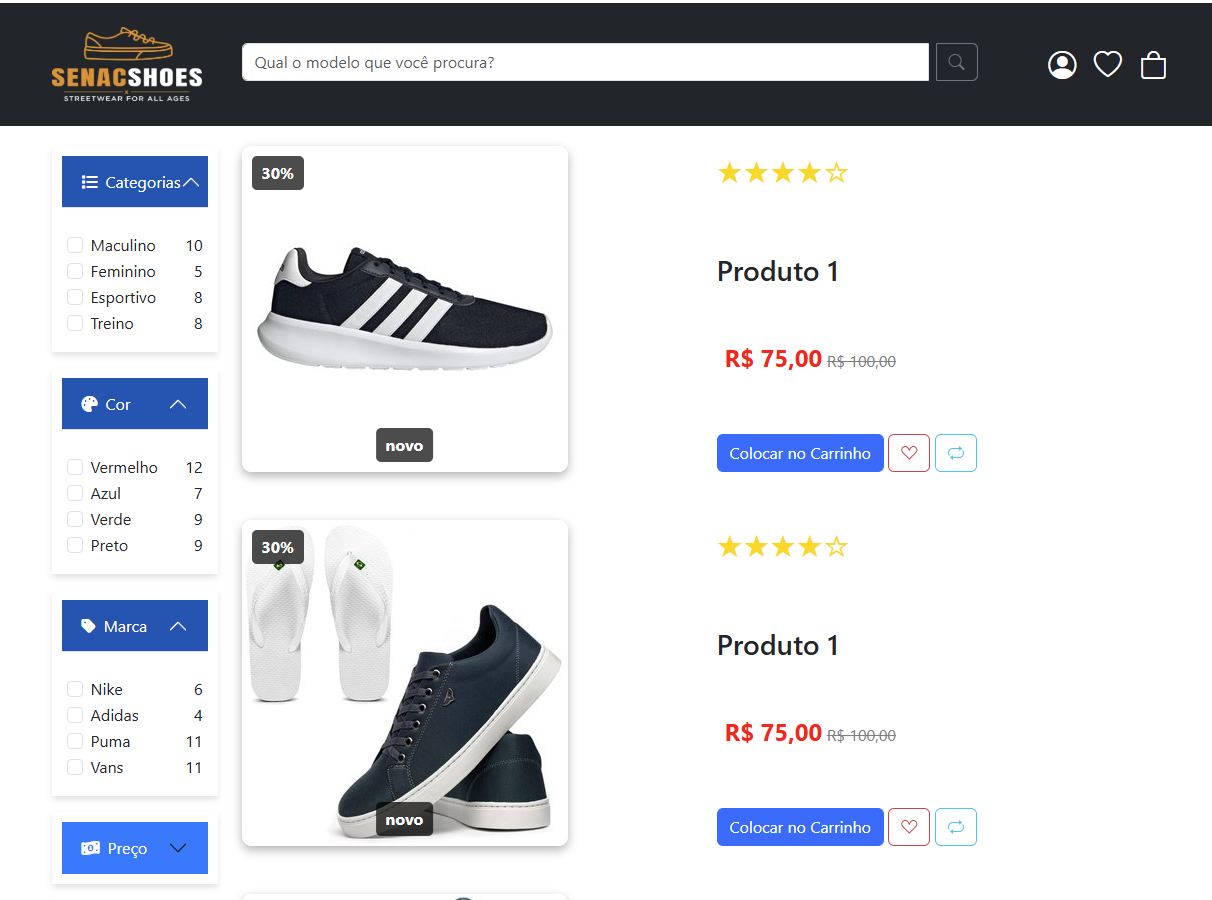 SENACSHOES
STREETWEAR FOR ALL AGES
Qual o modelo que você procura?
Categorias
Maculino 10
Feminino 5
Esportivo 8
Treino 8
Cor
Vermelho 12
Azul 7
Verde 9
Preto 9
Marca
Nike 6
Adidas 4
Puma 11
Vans 11
Preço
30%
novo
Produto 1
R$ 75,00 R$ 100,00
Colocar no Carrinho
30%
novo
Produto 1
R$ 75,00 R$ 100,00
Colocar no Carrinho